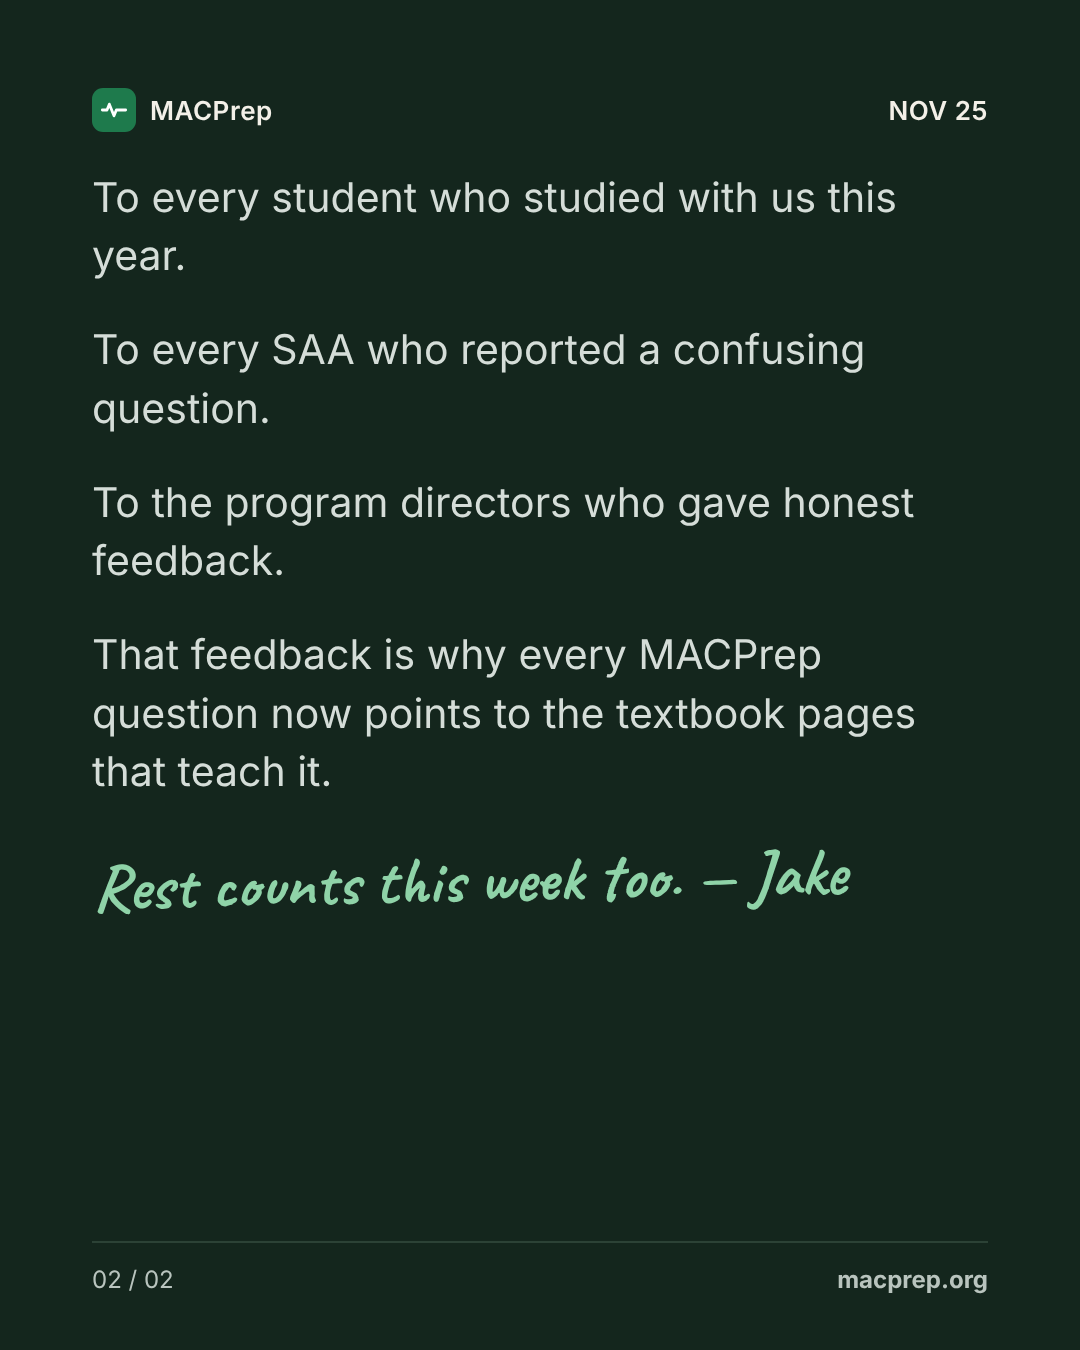 MACPrep
NOV 25
To every student who studied with us this
year.
To every SAA who reported a confusing
question.
To the program directors who gave honest
feedback.
That feedback is why every MACPrep
question now points to the textbook pages
that teach it.
Rest counts this week too. – Jake
02 / 02
macprep.org